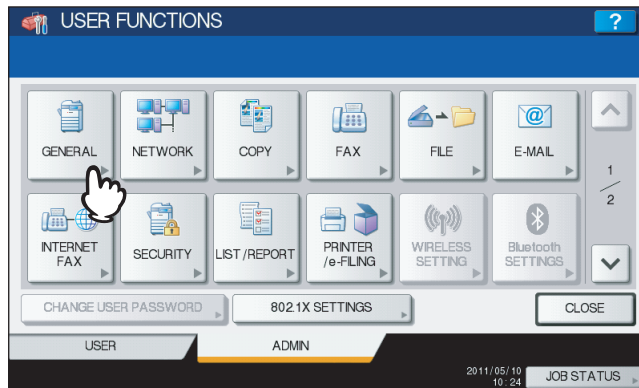 USER FUNCTIONS
?
GENERAL
NETWORK
COPY
FAX
FILE
E-MAIL
@
1
2
INTERNET
FAX
SECURITY
LIST/REPORT
PRINTER
/e-FILING
WIRELESS
SETTING
Bluetooth
SETTINGS
CHANGE USER PASSWORD
802.1X SETTINGS
CLOSE
USER
ADMIN
2011/05/10
10:24
JOB STATUS